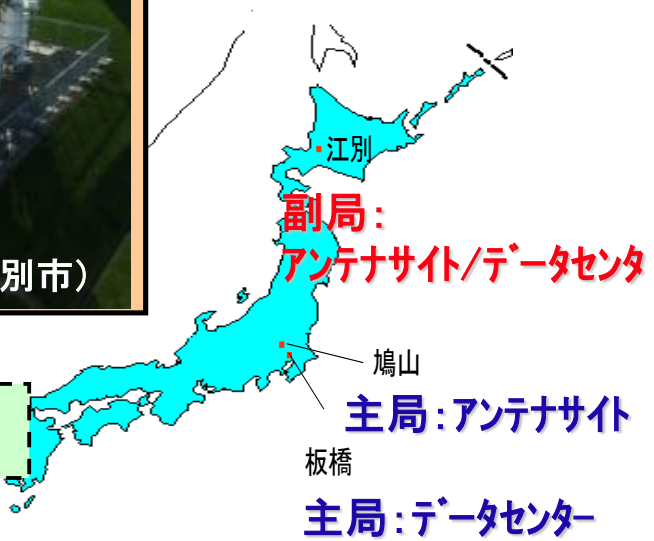 江別
副局：
アンテナサイト/データセンタ
別市）
鳩山
主局：アンテナサイト
板橋
主局：データセンター